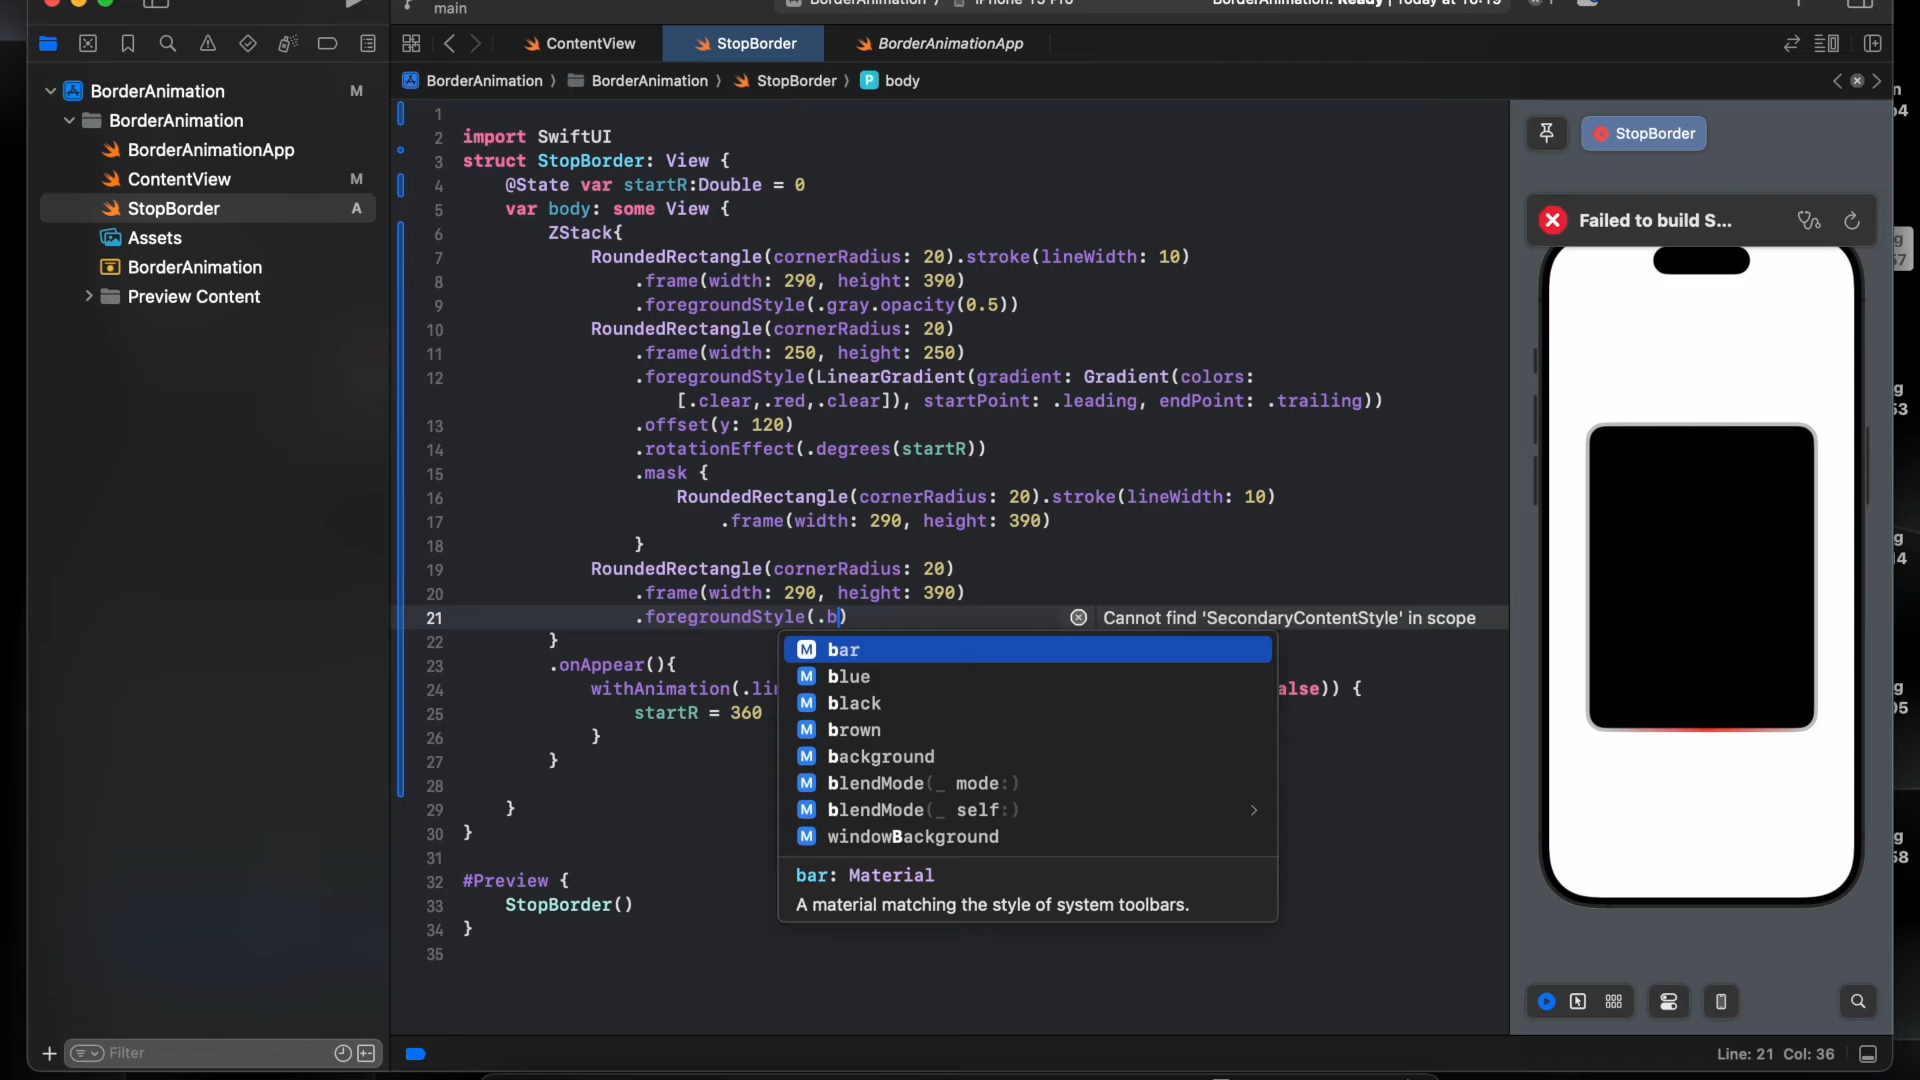 main
ContentView
StopBorder
BorderAnimationApp
BorderAnimation
M
BorderAnimation
BorderAnimationApp
ContentView
M
StopBorder
A
Assets
BorderAnimation
Preview Content
Filter
BorderAnimation 〉 BorderAnimation 〉 StopBorder 〉 P body
1
2 import SwiftUI
3 struct StopBorder: View {
4 @State var startR:Double = 0
5 var body: some View {
6 ZStack{
7 RoundedRectangle(cornerRadius: 20).stroke(lineWidth: 10)
8 .frame(width: 290, height: 390)
9 .foregroundStyle(.gray.opacity(0.5))
10 RoundedRectangle(cornerRadius: 20)
11 .frame(width: 250, height: 250)
12 .foregroundStyle(LinearGradient(gradient: Gradient(colors:
[.clear,.red,.clear]), startPoint: .leading, endPoint: .trailing))
13 .offset(y: 120)
14 .rotationEffect(.degrees(startR))
15 .mask {
16 RoundedRectangle(cornerRadius: 20).stroke(lineWidth: 10)
17 .frame(width: 290, height: 390)
18 }
19 RoundedRectangle(cornerRadius: 20)
20 .frame(width: 290, height: 390)
21 .foregroundStyle(.b) Cannot find 'SecondaryContentStyle' in scope
22 }
23 .onAppear(){
24 withAnimation(.lin alse)) {
25 startR = 360
26 }
27 }
28
29 }
30 }
31
32 #Preview {
33 StopBorder()
34 }
35
M bar
M blue
M black
M brown
M background
M blendMode(_ mode:)
M blendMode(_ self:)
M windowBackground
bar: Material
A material matching the style of system toolbars.
StopBorder
Failed to build S...
Line: 21 Col: 36